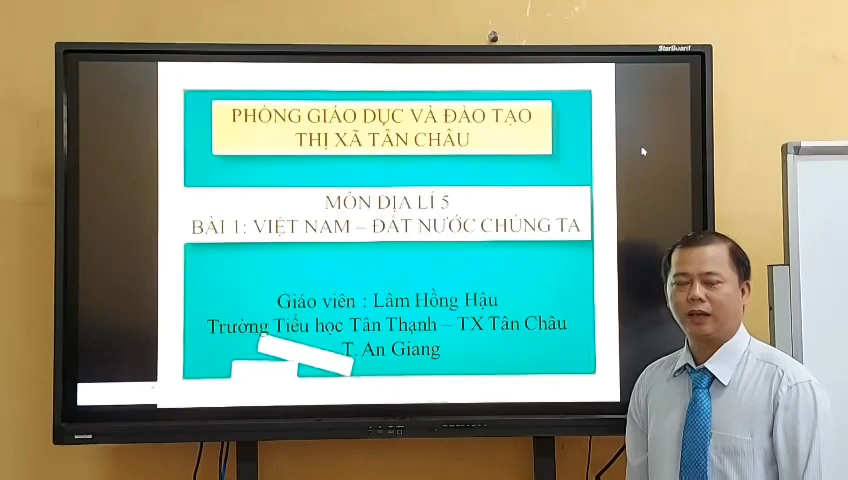 StarBoard
PHÒNG GIÁO DỤC VÀ ĐÀO TẠO
THỊ XÃ TÂN CHÂU
MÔN ĐỊA LÍ 5
BÀI 1: VIỆT NAM – ĐẤT NƯỚC CHÚNG TA
Giáo viên : Lâm Hồng Hậu
Trường Tiểu học Tân Thạnh – TX Tân Châu
T. An Giang